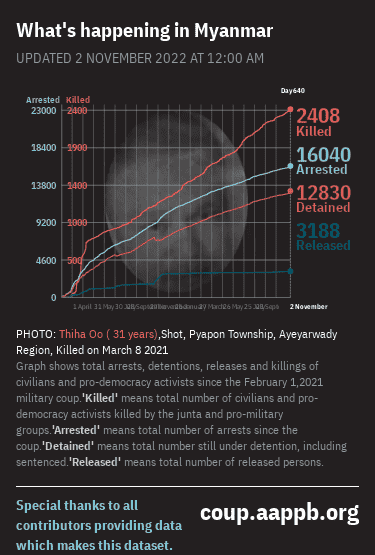 What's happening in Myanmar
UPDATED 2 NOVEMBER 2022 AT 12:00 AM
Day640
Arrested Killed
23000 2400
2408
Killed
18400 1900
16040
Arrested
13800 1400
12830
Detained
9200 1000
3188
Released
4600 500
0
1 April 31 May
2 November
PHOTO: Thiha Oo ( 31 years),Shot, Pyapon Township, Ayeyarwady
Region, Killed on March 8 2021
Graph shows total arrests, detentions, releases and killings of
civilians and pro-democracy activists since the February 1,2021
military coup.'Killed' means total number of civilians and pro-
democracy activists killed by the junta and pro-military
groups.'Arrested' means total number of arrests since the
coup.'Detained' means total number still under detention, including
sentenced.'Released' means total number of released persons.
Special thanks to all
contributors providing data
which makes this dataset.
coup.aappb.org